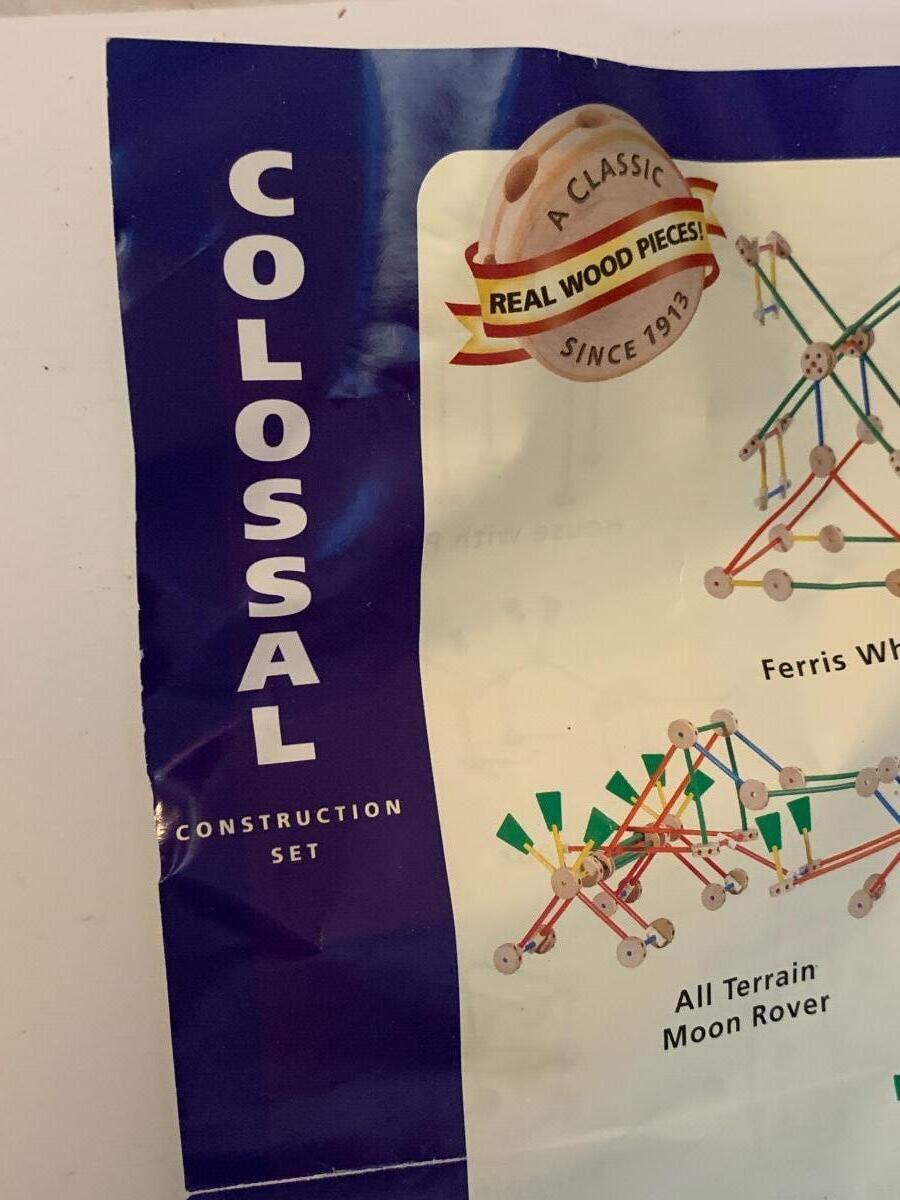 COLOSSAL
CONSTRUCTION
SET
A CLASSIC
REAL WOOD PIECES!
SINCE 1913
Ferris Wh
All Terrain
Moon Rover